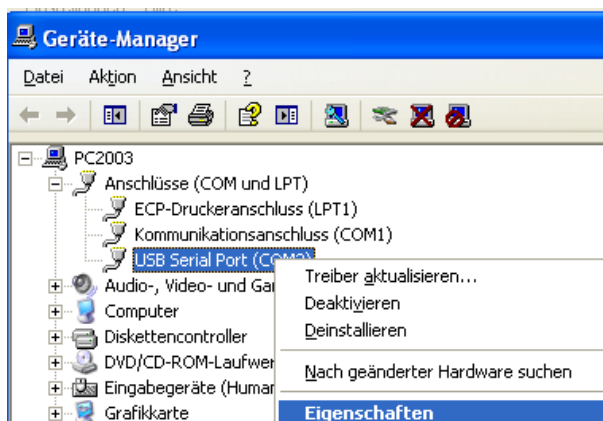 Geräte-Manager
Datei Aktion Ansicht ?
PC2003
Anschlüsse (COM und LPT)
ECP-Druckeranschluss (LPT1)
Kommunikationsanschluss (COM1)
USB Serial Port
Audio-, Video- und
Computer
Diskettencontroller
DVD/CD-ROM-Laufwer
Eingabegeräte (Human
Grafikkarte
Treiber aktualisieren...
Deaktivieren
Deinstallieren
Nach geänderter Hardware suchen
Eigenschaften